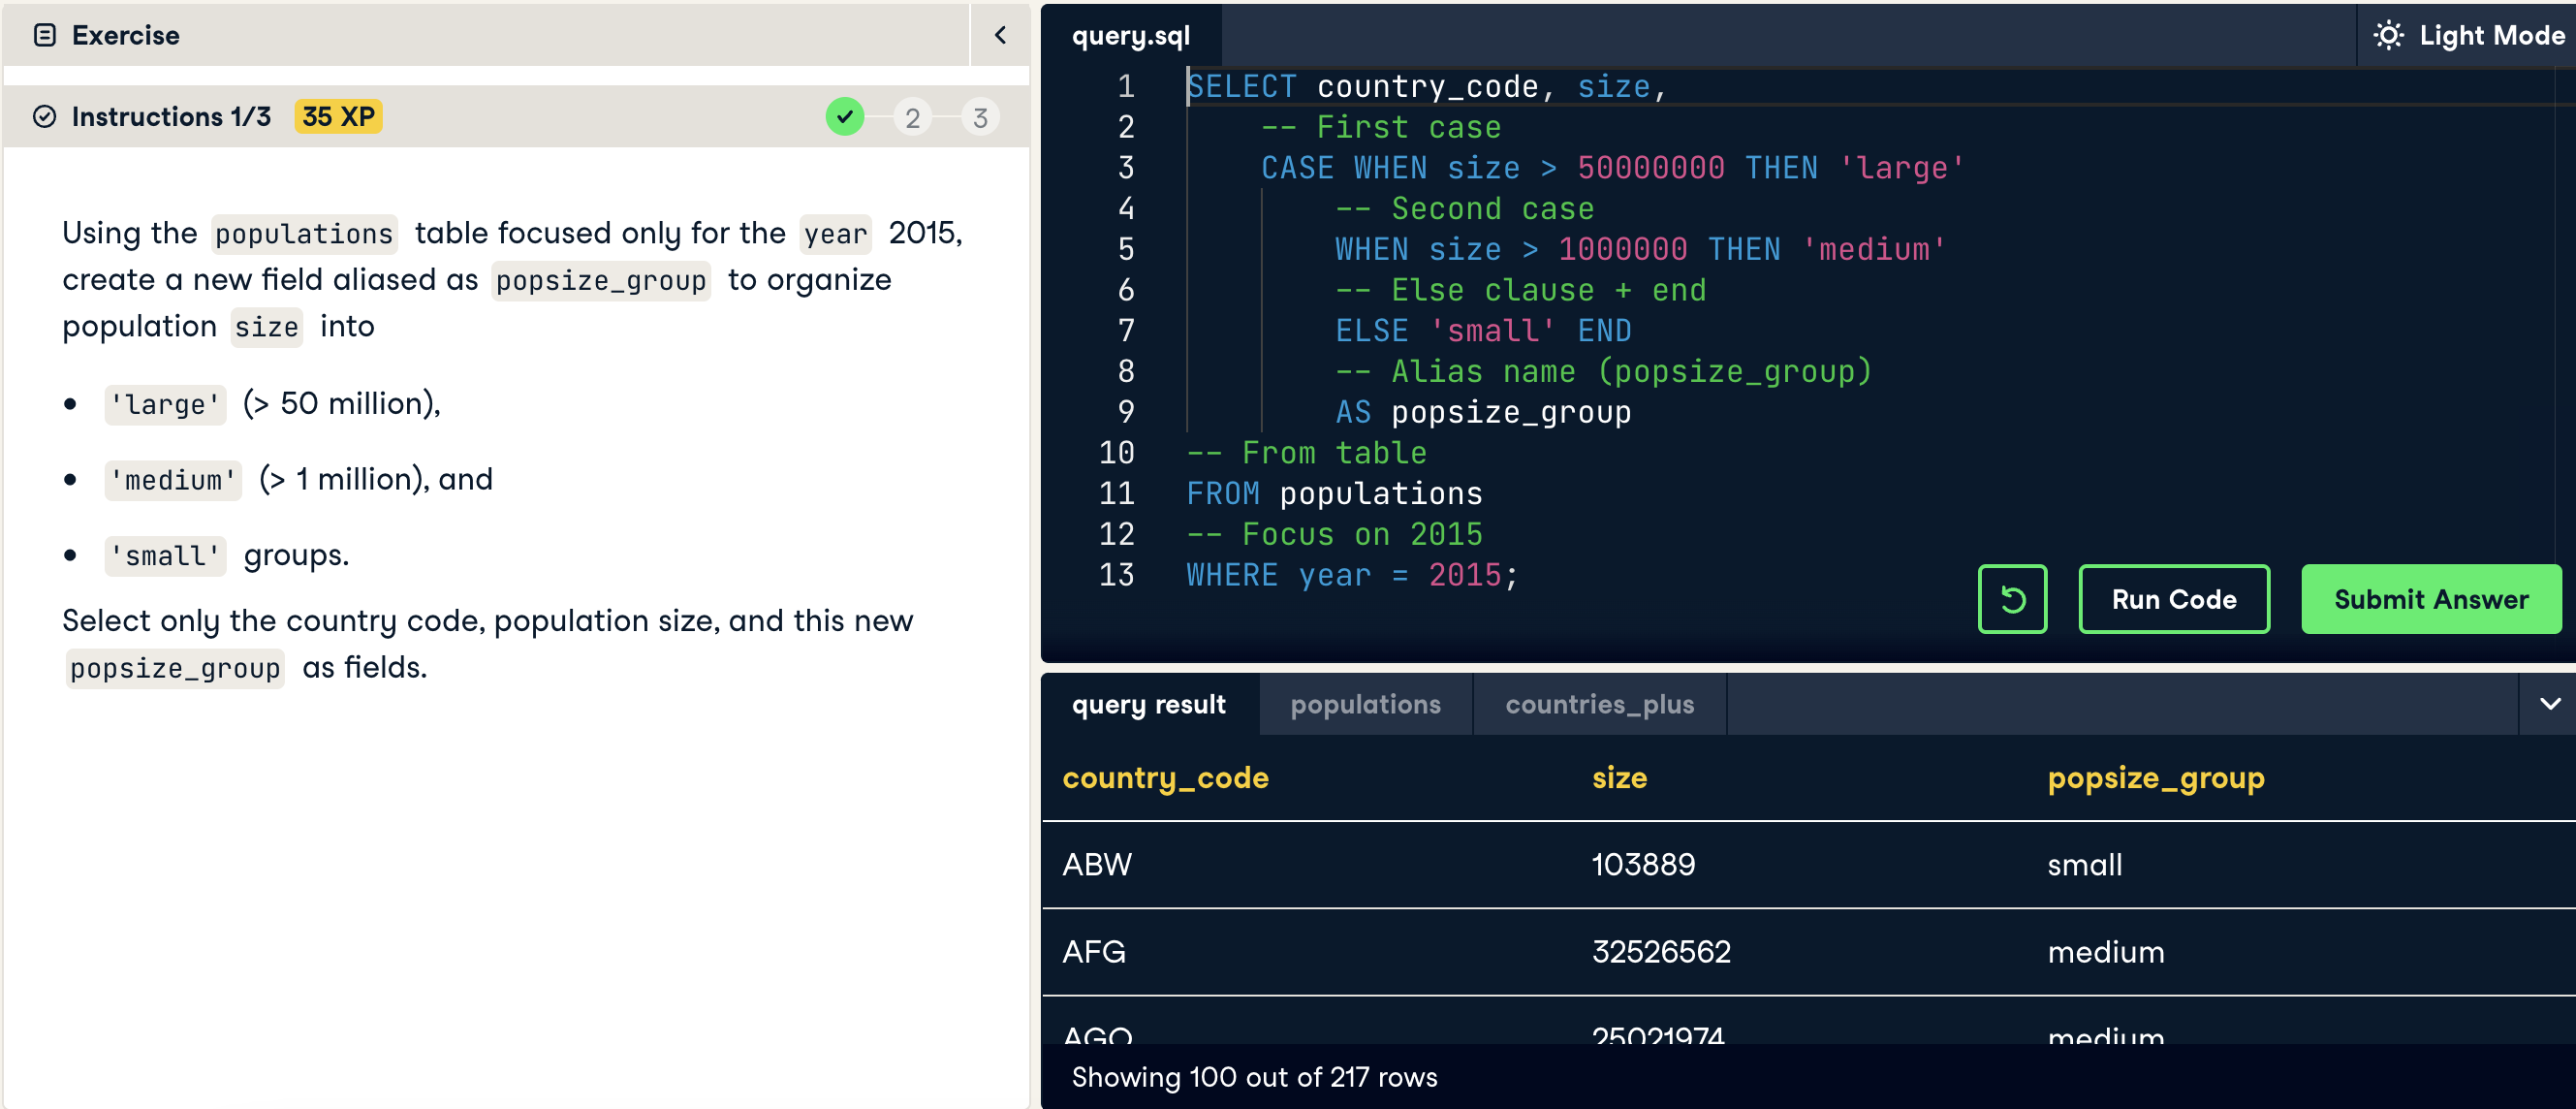 Exercise
Instructions 1/3 35 XP
2 3
Using the populations table focused only for the year 2015,
create a new field aliased as popsize_group to organize
population size into
• 'large' (> 50 million),
• 'medium' (> 1 million), and
• 'small' groups.
Select only the country code, population size, and this new
popsize_group as fields.
query.sql
Light Mode
1 SELECT country_code, size,
2 -- First case
3 CASE WHEN size > 50000000 THEN 'large'
4 -- Second case
5 WHEN size > 1000000 THEN 'medium'
6 -- Else clause + end
7 ELSE 'small' END
8 -- Alias name (popsize_group)
9 AS popsize_group
10 -- From table
11 FROM populations
12 -- Focus on 2015
13 WHERE year = 2015;
Run Code Submit Answer
query result populations countries_plus
country_code size popsize_group
ABW 103889 small
AFG 32526562 medium
AGO 25021974 medium
Showing 100 out of 217 rows